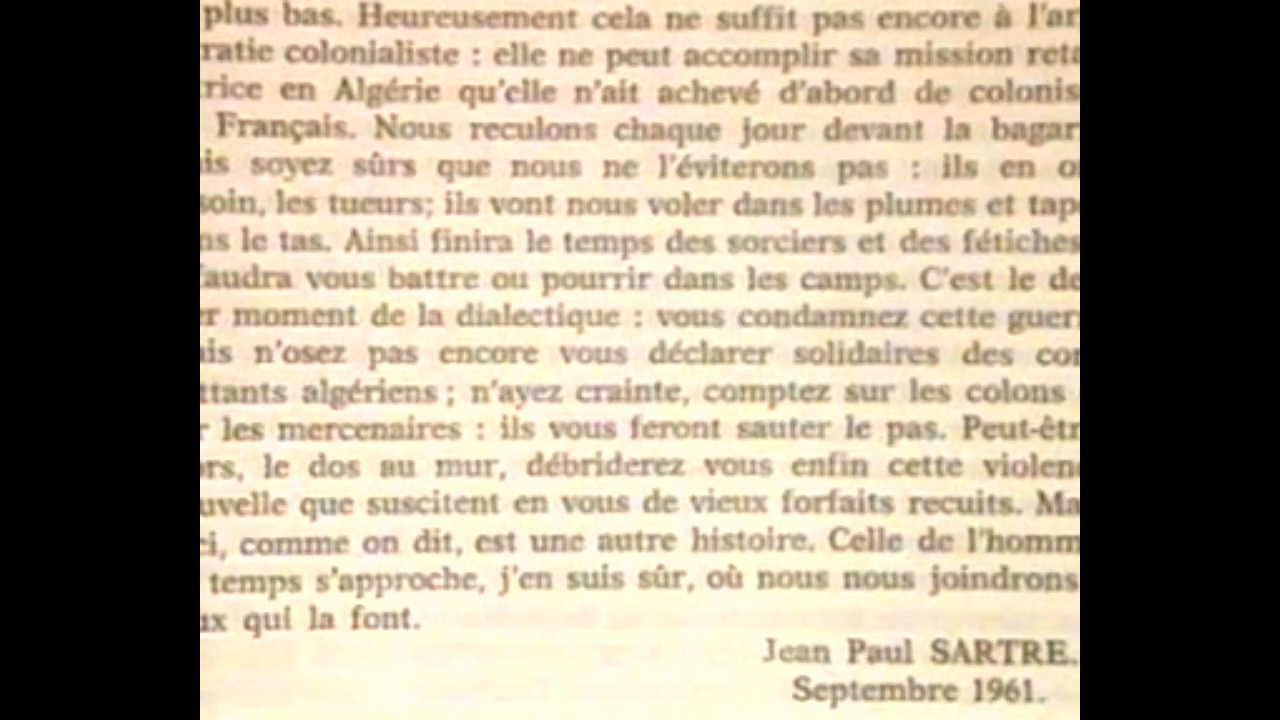 plus bas. Heureusement cela ne suffit pas encore à l'ar
ratie colonialiste : elle ne peut accomplir sa mission reta
rice en Algérie qu'elle n'ait achevé d'abord de colonis
Français. Nous reculons chaque jour devant la bagar
is soyez sûrs que nous ne l'éviterons pas : ils en o
soin, les tueurs; ils vont nous voler dans les plumes et tap
ns le tas. Ainsi finira le temps des sorciers et des fétiches
faudra vous battre ou pourrir dans les camps. C'est le de
er moment de la dialectique : vous condamnez cette guer
is n'osez pas encore vous déclarer solidaires des com
ttants algériens; n'ayez crainte, comptez sur les colons
r les mercenaires : ils vous feront sauter le pas. Peut-êtr
rs, le dos au mur, débriderez vous enfin cette violenc
uvelle que suscitent en vous de vieux forfaits recuits. Ma
ci, comme on dit, est une autre histoire. Celle de l'homm
temps s'approche, j'en suis sûr, où nous nous joindrons
ux qui la font.
Jean Paul SARTRE.
Septembre 1961.